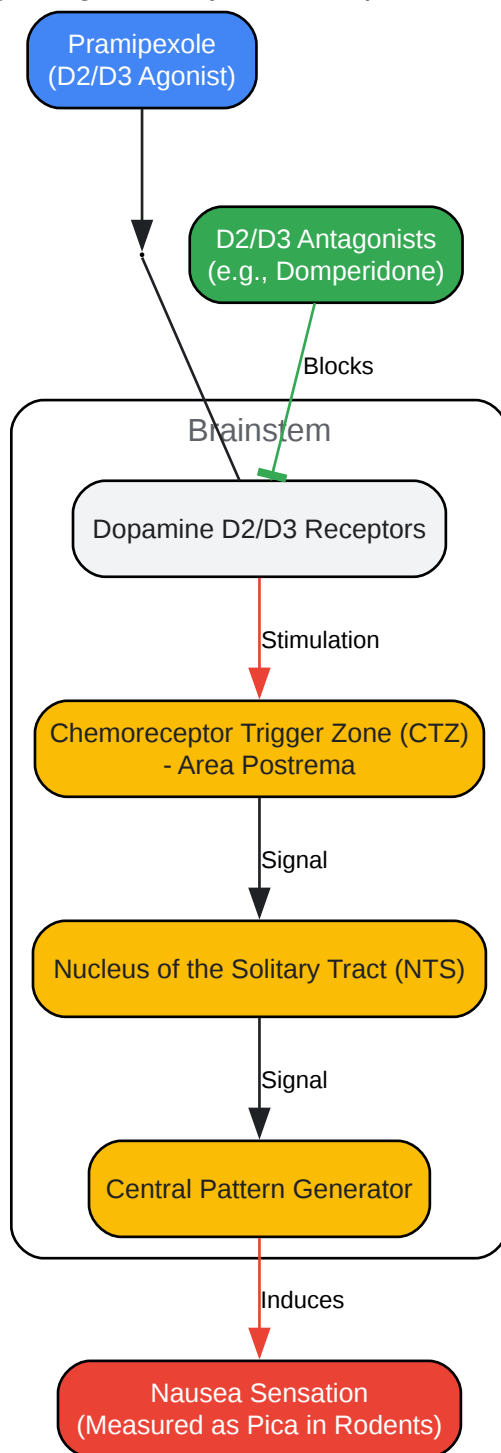 Pramipexole
(D2/D3 Agonist)
D2/D3 Antagonists
(e.g., Domperidone)
Blocks
Brainstem
Dopamine D2/D3 Receptors
Stimulation
Chemoreceptor Trigger Zone (CTZ)
- Area Postrema
Signal
Nucleus of the Solitary Tract (NTS)
Signal
Central Pattern Generator
Induces
Nausea Sensation
(Measured as Pica in Rodents)